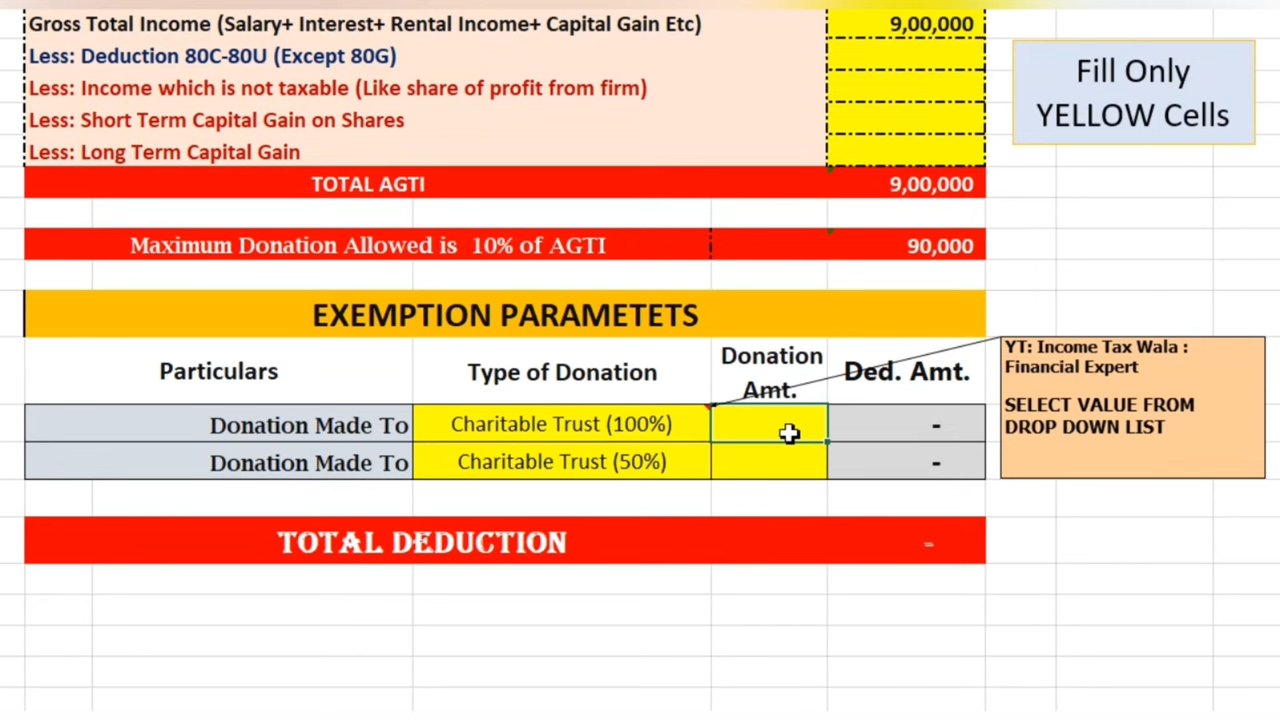 Gross Total Income (Salary+ Interest+ Rental Income+ Capital Gain Etc) 9,00,000
Less: Deduction 80C-80U (Except 80G)
Less: Income which is not taxable (Like share of profit from firm)
Less: Short Term Capital Gain on Shares
Less: Long Term Capital Gain
TOTAL AGTI 9,00,000
Fill Only
YELLOW Cells
Maximum Donation Allowed is 10% of AGTI 90,000
EXEMPTION PARAMETETS
Particulars Type of Donation Donation Amt. Ded. Amt.
Donation Made To Charitable Trust (100%) -
Donation Made To Charitable Trust (50%) -
YT: Income Tax Wala :
Financial Expert
SELECT VALUE FROM
DROP DOWN LIST
TOTAL DEDUCTION -